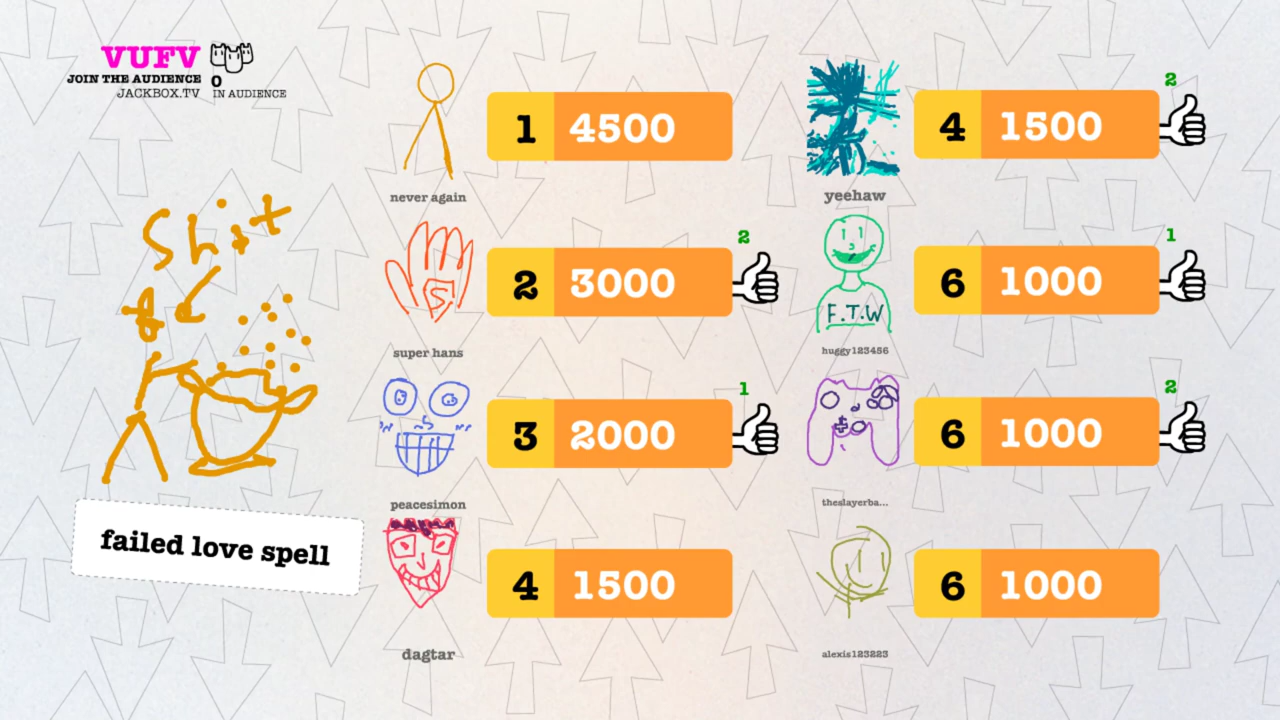 VUFV
JOIN THE AUDIENCE
JACKBOX.TV
0
IN AUDIENCE
Shit
failed love spell
1 4500
never again
2 3000
2
super hans
S
3 2000
1
peacesimon
4 1500
dagtar
4 1500
2
yeehaw
6 1000
1
F.T.W
huggy123456
6 1000
2
theslayerba...
6 1000
alexis123223